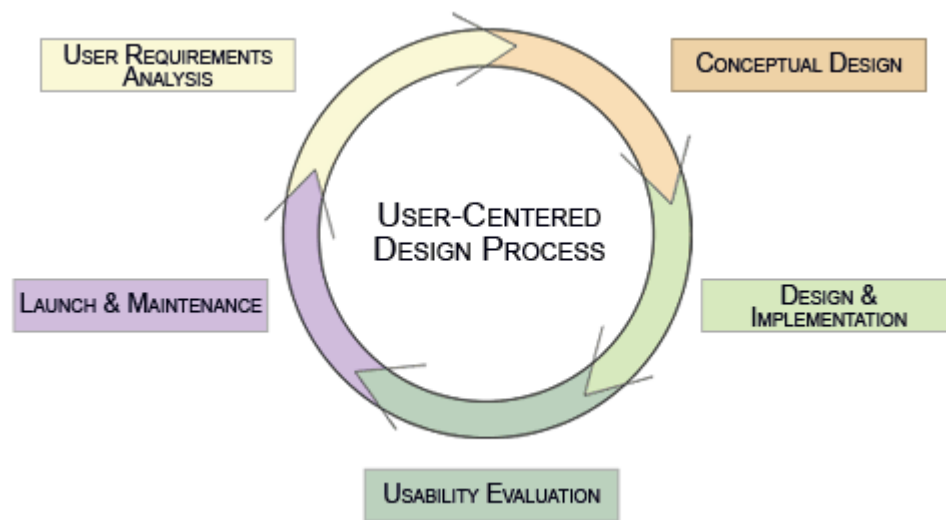 USER REQUIREMENTS
ANALYSIS
CONCEPTUAL DESIGN
USER-CENTERED
DESIGN PROCESS
LAUNCH & MAINTENANCE
DESIGN &
IMPLEMENTATION
USABILITY EVALUATION